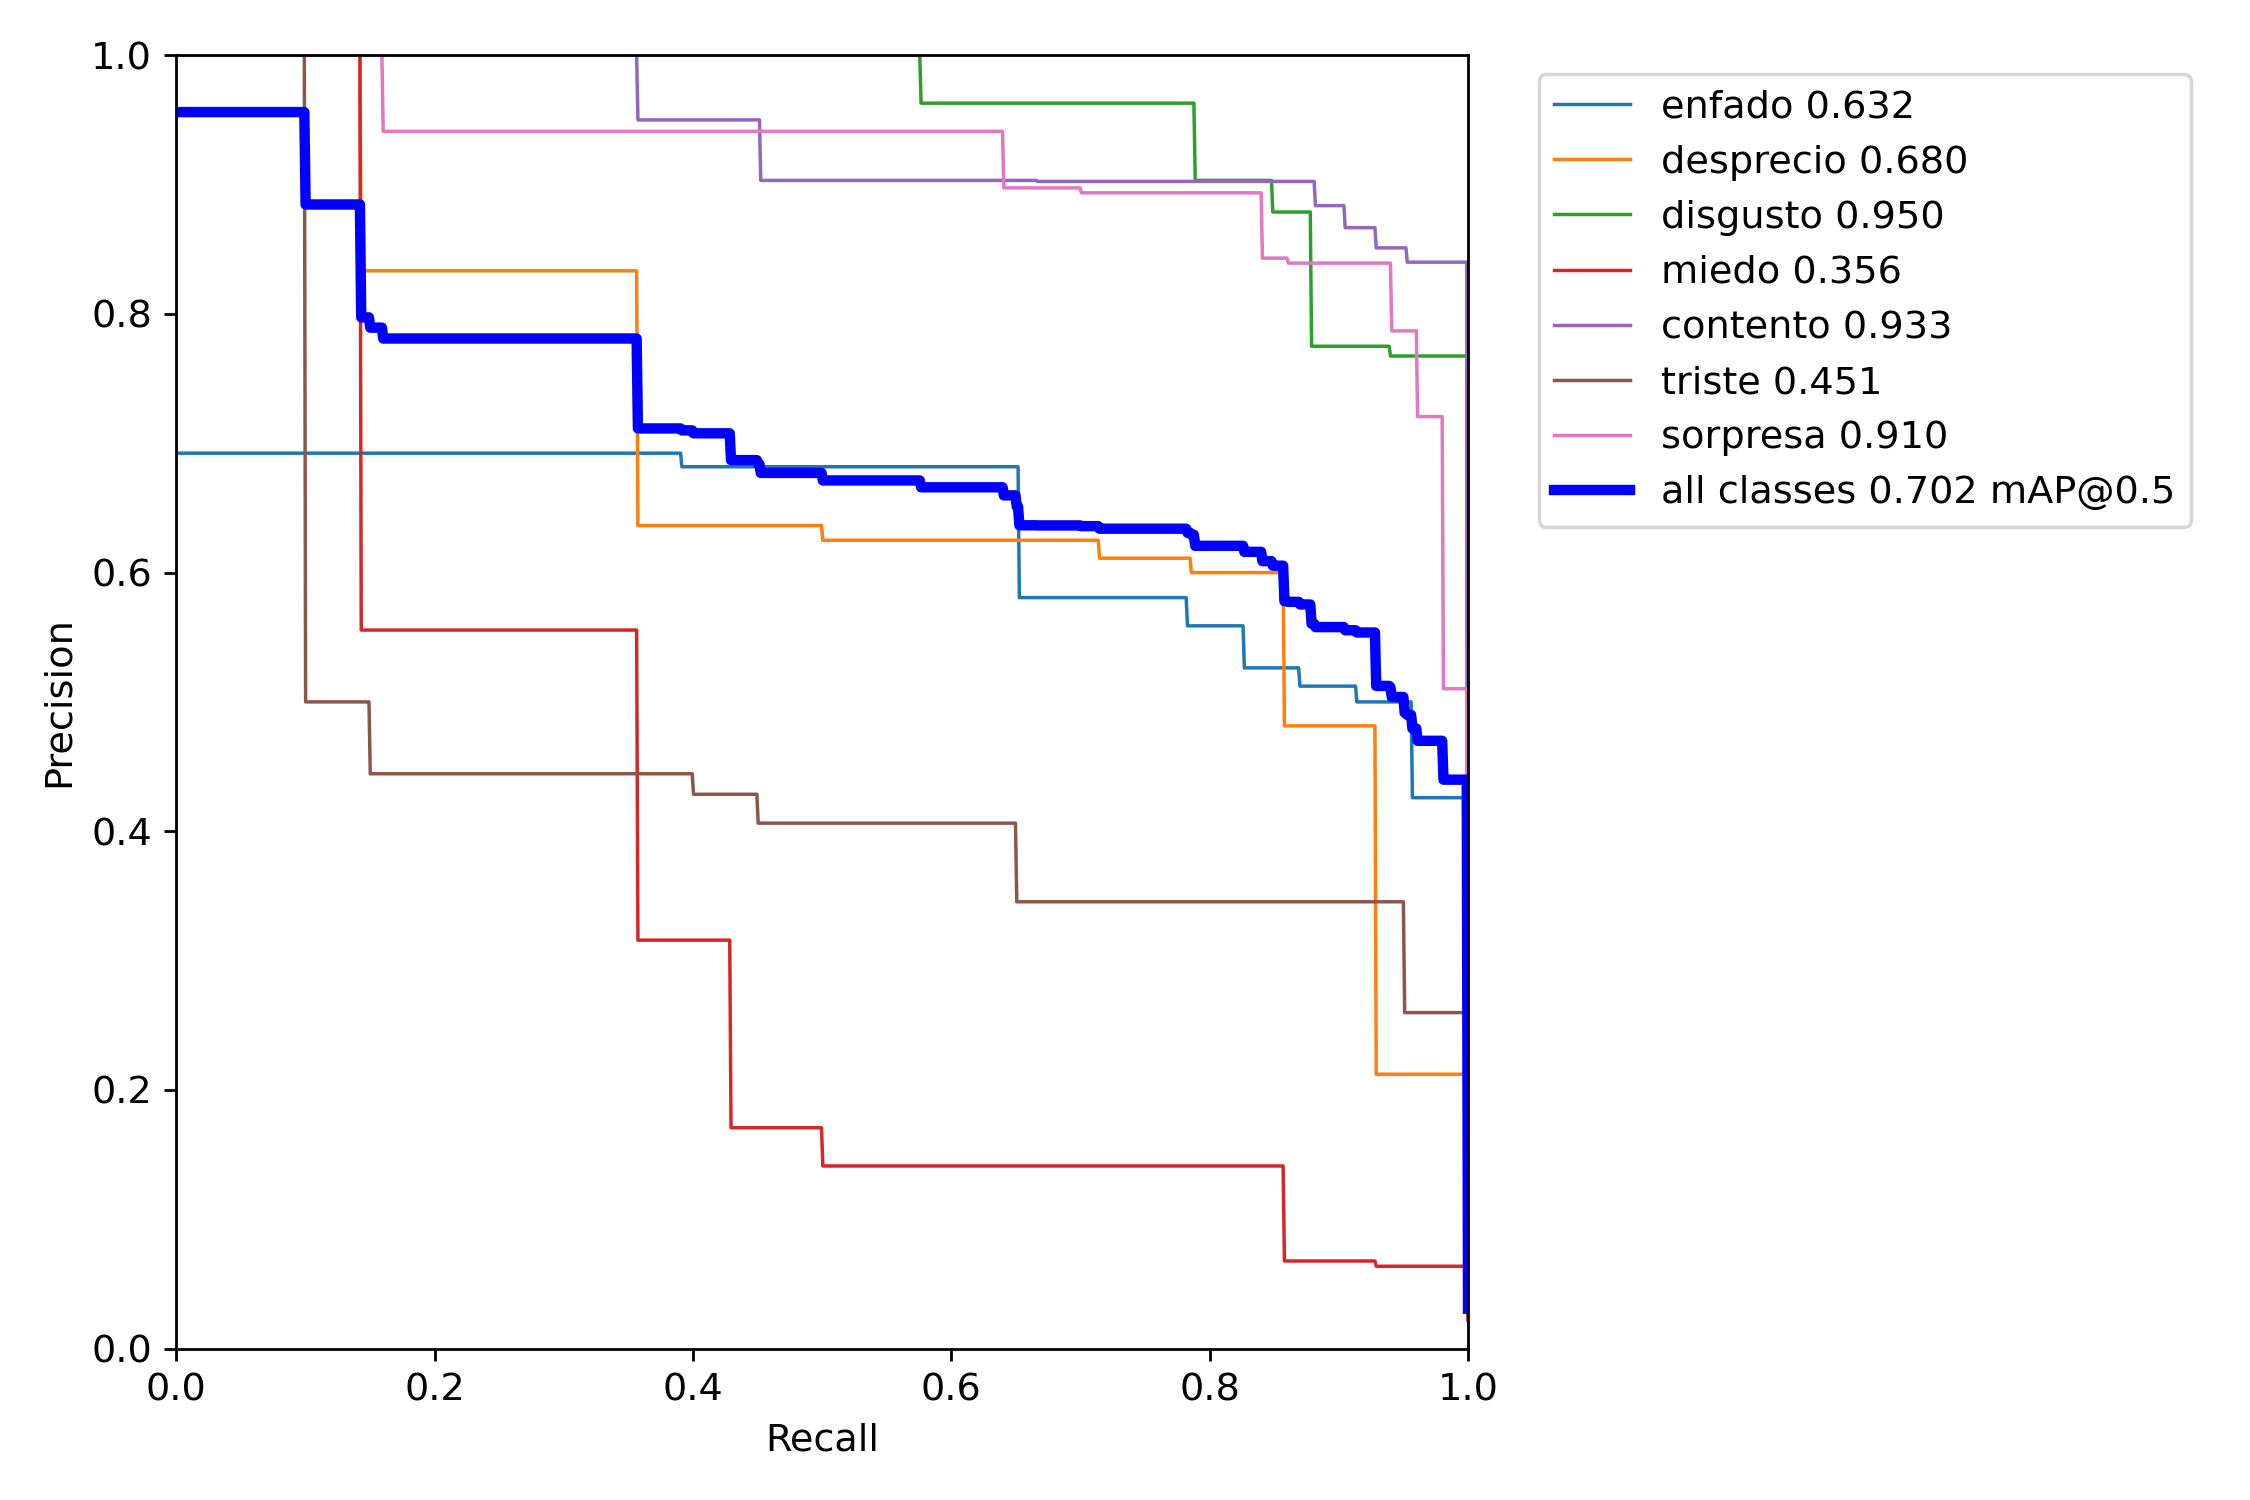 1.0
0.8
0.6
0.4
0.2
0.0
Precision
0.0 0.2 0.4 0.6 0.8 1.0
Recall
enfado 0.632
desprecio 0.680
disgusto 0.950
miedo 0.356
contento 0.933
triste 0.451
sorpresa 0.910
all classes 0.702 mAP@0.5